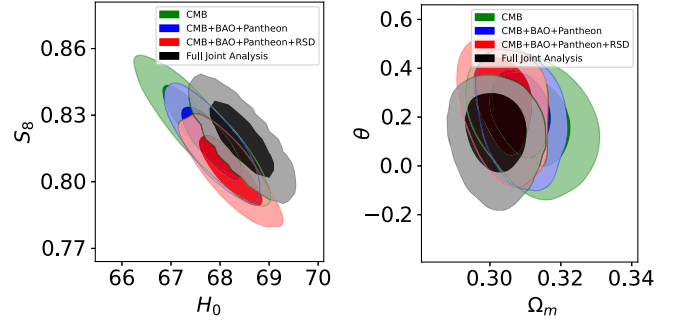 CMB
CMB+BAO+Pantheon
CMB+BAO+Pantheon+RSD
Full Joint Analysis
0.86
0.83
0.80
0.77
S8
66
67
68
69
70
H0
CMB
CMB+BAO+Pantheon
CMB+BAO+Pantheon+RSD
Full Joint Analysis
0.4
0.2
0.0
−0.2
θ
0.30
0.32
0.34
Ωm